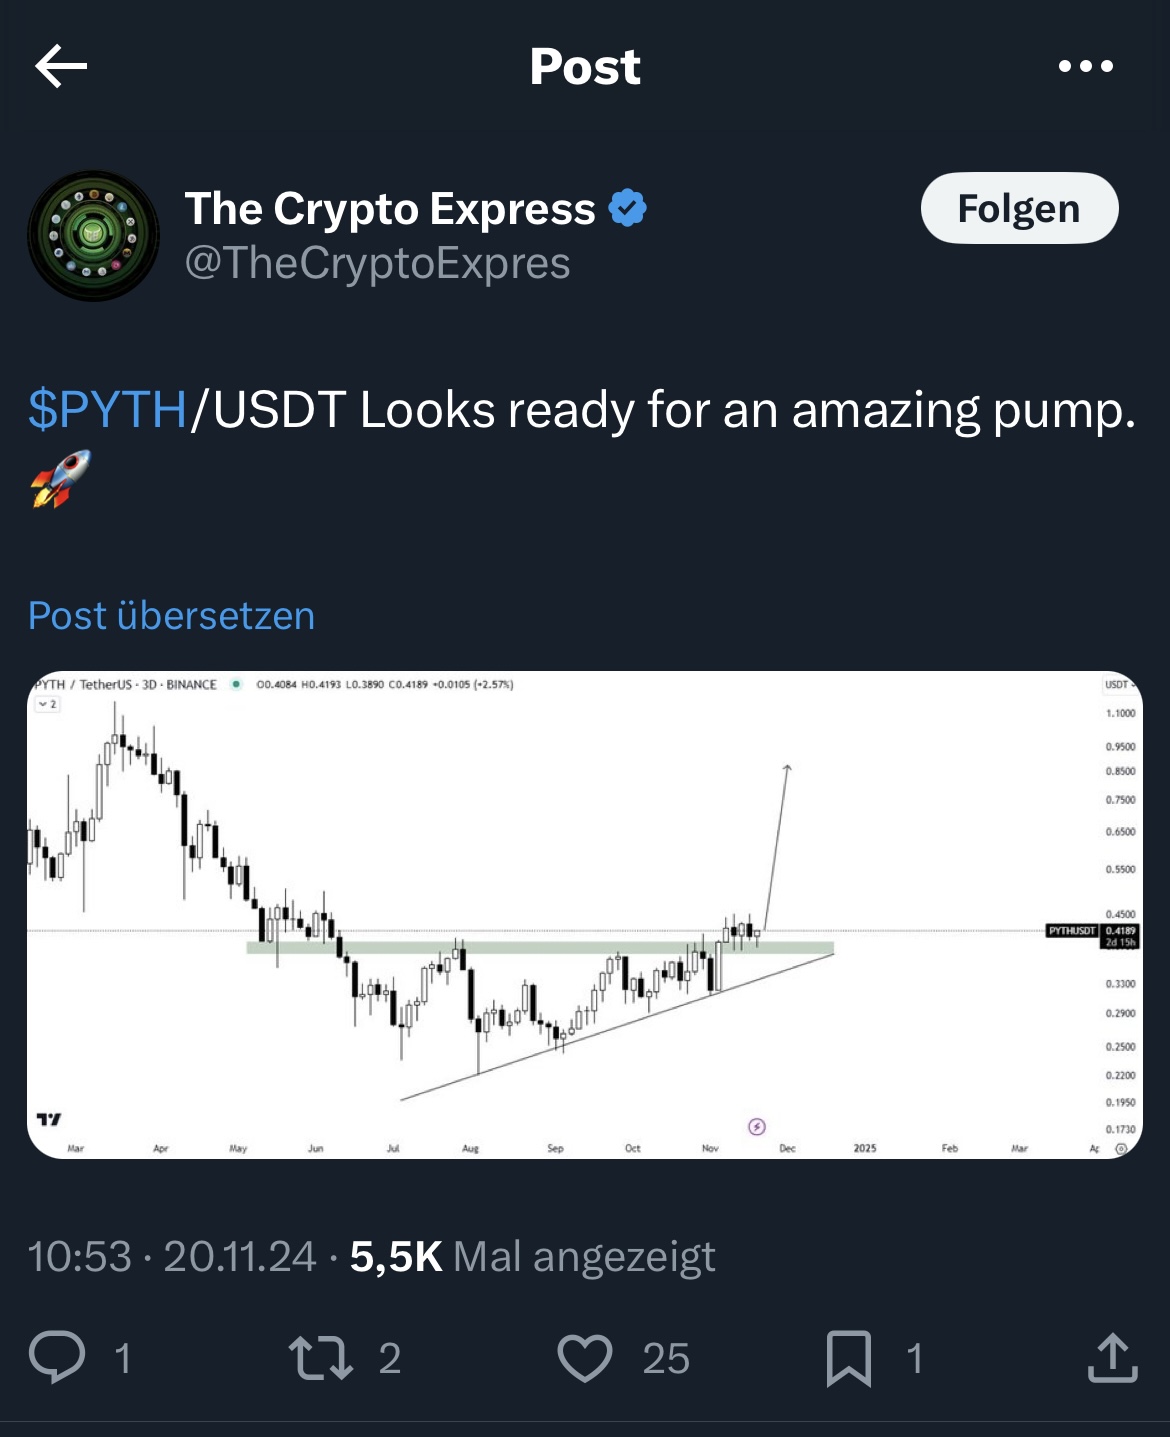 Post
The Crypto Express
Folgen
@TheCryptoExpres
$PYTH/USDT Looks ready for an amazing pump.
🚀
Post übersetzen
PYTH / TetherUS · 3D · BINANCE O0.4084 H0.4193 L0.3890 C0.4189 +0.0105 (+2.57%)
USDT
2
1.1000
0.9500
0.8500
0.7500
0.6500
0.5500
0.4500
PYTHUSDT 0.4189
2d 15h
0.3300
0.2900
0.2500
0.2200
0.1950
0.1730
Mar Apr May Jun Jul Aug Sep Oct Nov Dec 2025 Feb Mar
10:53 · 20.11.24 · 5,5K Mal angezeigt
1 2 25 1